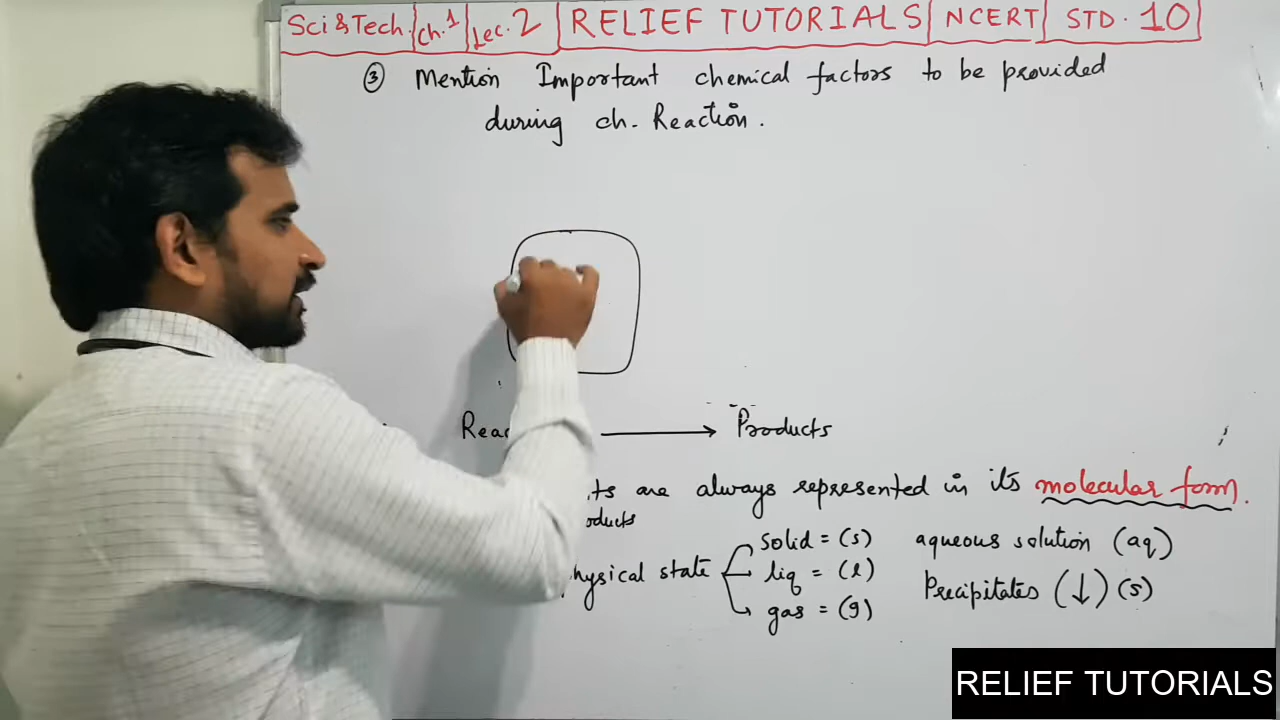 Sci & Tech. ch.1 Lec.2 RELIEF TUTORIALS NCERT STD. 10
③ Mention Important chemical factors to be provided
during ch. Reaction.
Products
are always represented in its molecular form.
physical state
solid = (s)
liq = (l)
gas = (g)
aqueous solution (aq)
Precipitates (↓) (s)
RELIEF TUTORIALS